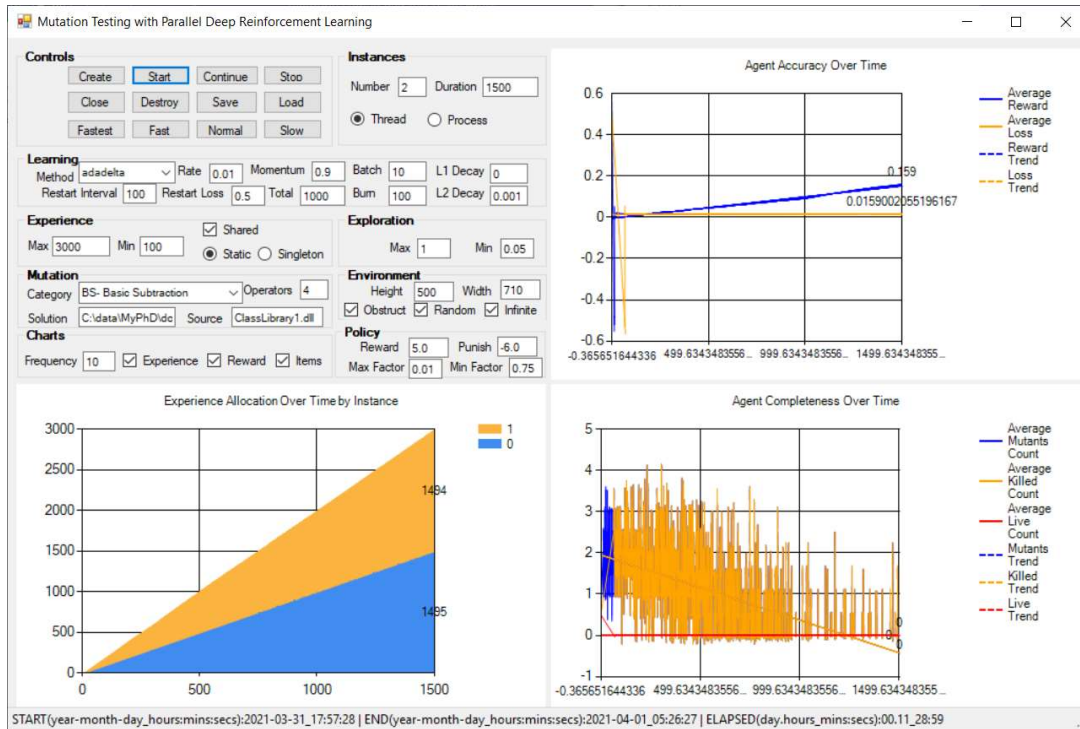 Mutation Testing with Parallel Deep Reinforcement Learning
Controls
Create Start Continue Stop
Close Destroy Save Load
Fastest Fast Normal Slow
Instances
Number 2 Duration 1500
Thread Process
Learning
Method adadelta Rate 0.01 Momentum 0.9 Batch 10 L1 Decay 0
Restart Interval 100 Restart Loss 0.5 Total 1000 Burn 100 L2 Decay 0.001
Experience
Max 3000 Min 100 Shared
Static Singleton
Exploration
Max 1 Min 0.05
Mutation
Category BS- Basic Subtraction Operators 4
Solution C:\data\MyPhD\dc Source ClassLibrary1.dll
Environment
Height 500 Width 710
Obstruct Random Infinite
Charts
Frequency 10 Experience Reward Items
Policy
Reward 5.0 Punish -6.0
Max Factor 0.01 Min Factor 0.75
Agent Accuracy Over Time
0.6
0.4
0.2
0
-0.2
-0.4
-0.6
0.159
0.0159002055196167
-0.365651644336 499.6343483556... 999.6343483556... 1499.634348355...
Average
Reward
Average
Loss
Reward
Trend
Loss
Trend
Experience Allocation Over Time by Instance
3000
2500
2000
1500
1000
500
0
1494
1495
0 500 1000 1500
1
0
Agent Completeness Over Time
5
4
3
2
1
0
-1
0
0
0
-0.365651644336 499.6343483556... 999.6343483556... 1499.634348355...
Average
Mutants
Count
Average
Killed
Count
Average
Live
Count
Mutants
Trend
Killed
Trend
Live
Trend
START(year-month-day_hours:mins:secs):2021-03-31_17:57:28 | END(year-month-day_hours:mins:secs):2021-04-01_05:26:27 | ELAPSED(day.hours_mins:secs):00.11_28:59